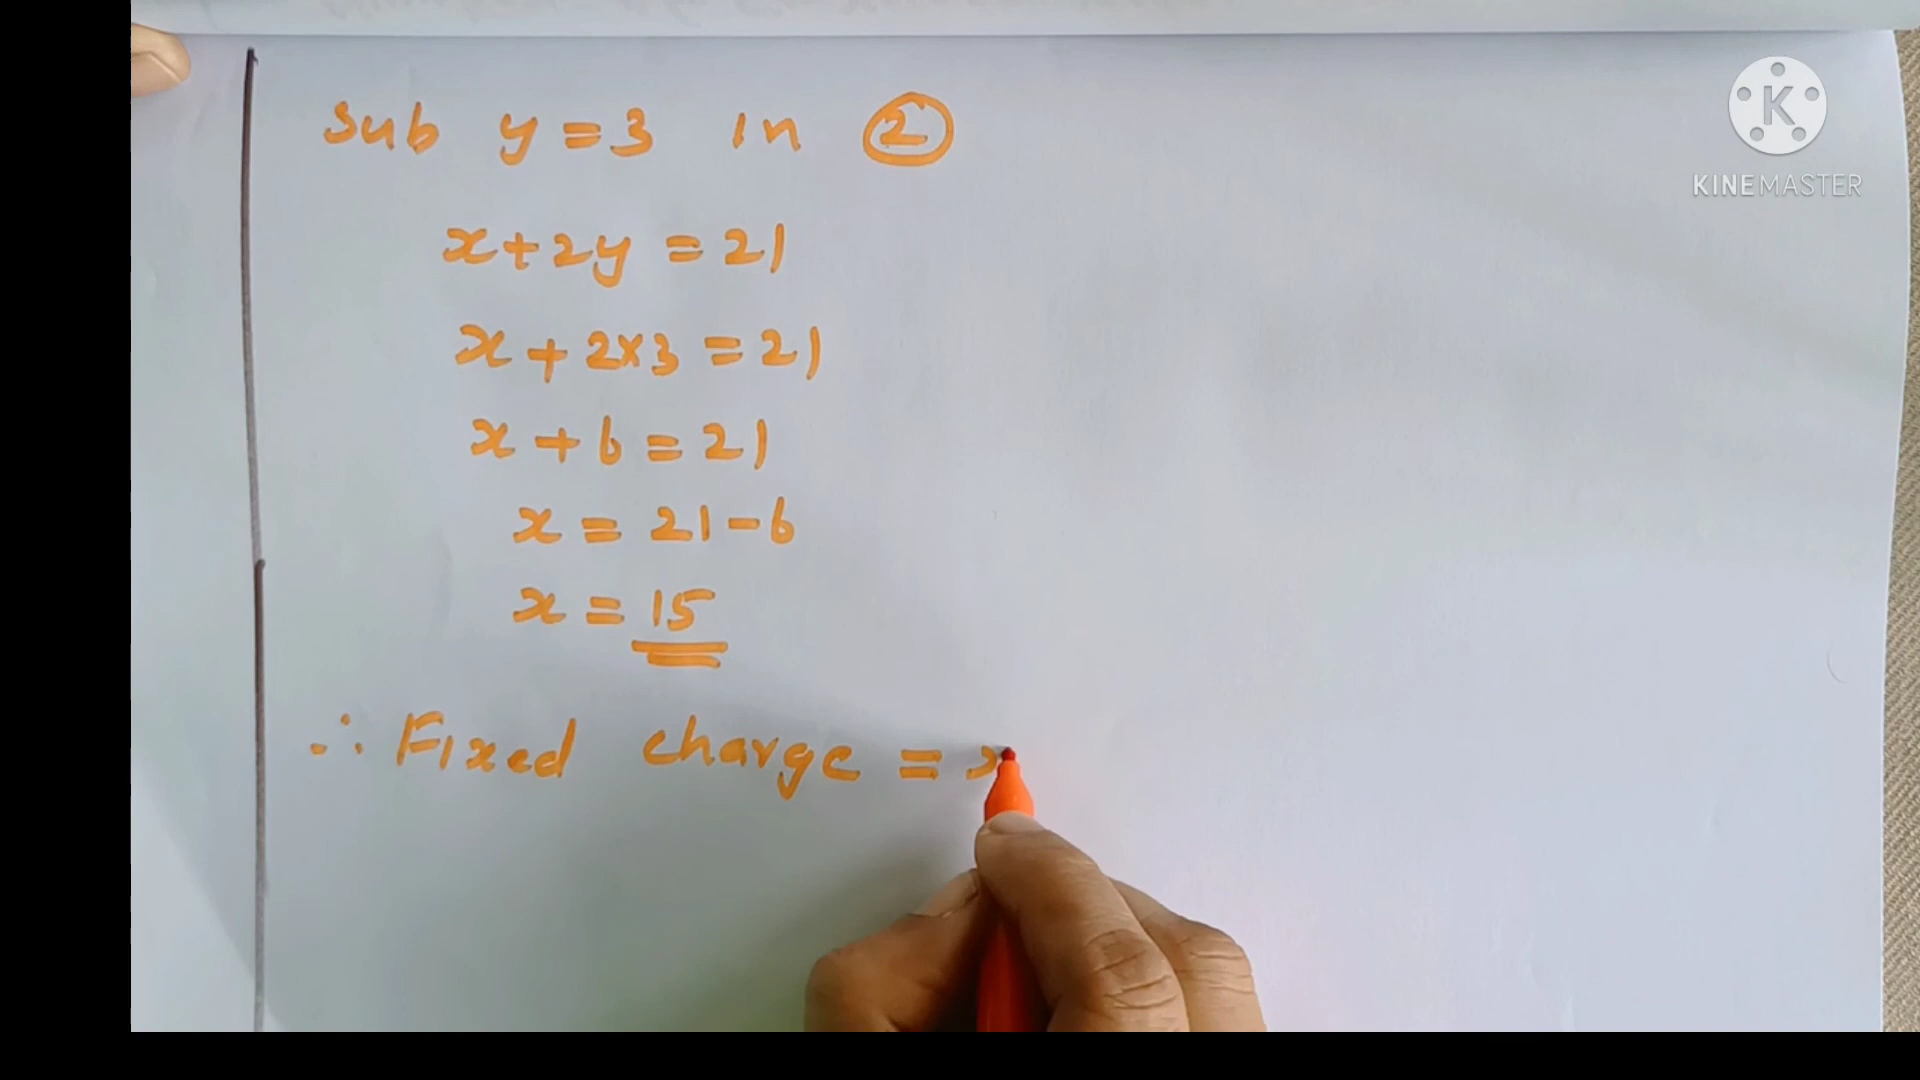 Sub y = 3 in ②
x + 2y = 21
x + 2×3 = 21
x + 6 = 21
x = 21 - 6
x = 15
∴ Fixed charge = x
K
KINEMASTER